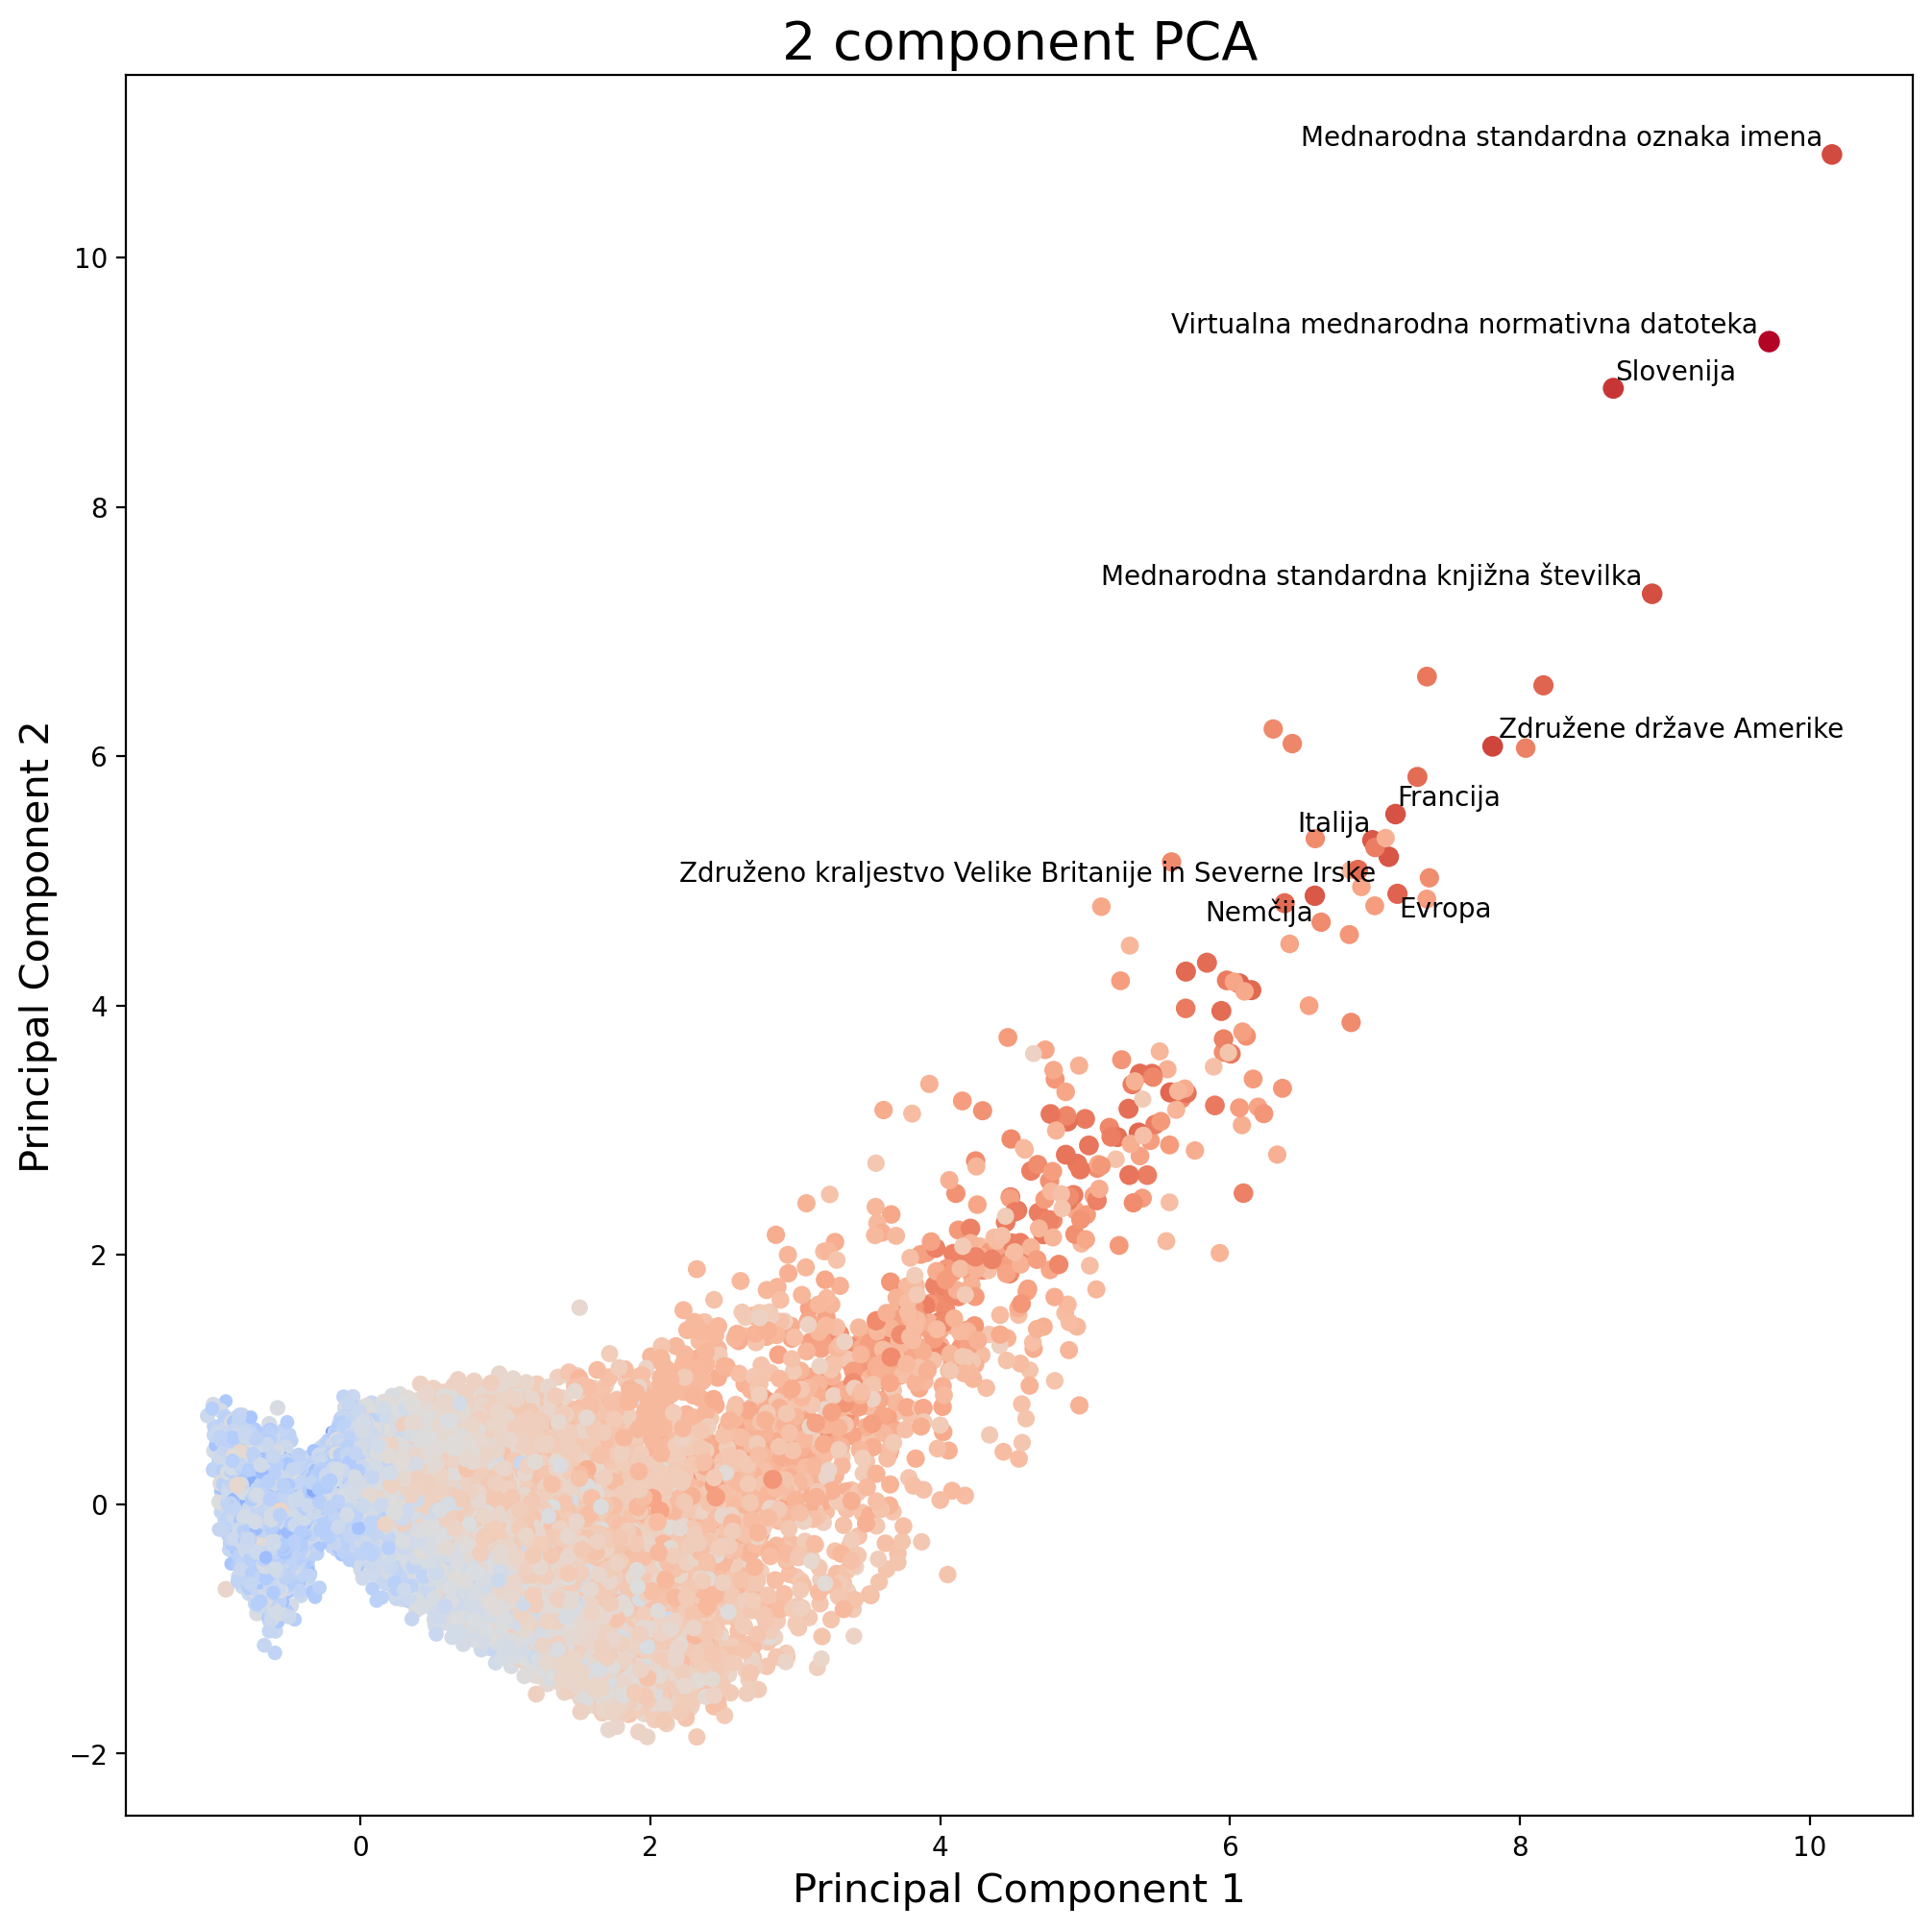 2 component PCA
Mednarodna standardna oznaka imena
10
Virtualna mednarodna normativna datoteka
Slovenija
8
Mednarodna standardna knjižna številka
6
Združene države Amerike
Francija
Italija
Združeno kraljestvo Velike Britanije in Severne Irske
Nemčija
Evropa
4
2
0
−2
Principal Component 2
0 2 4 6 8 10
Principal Component 1